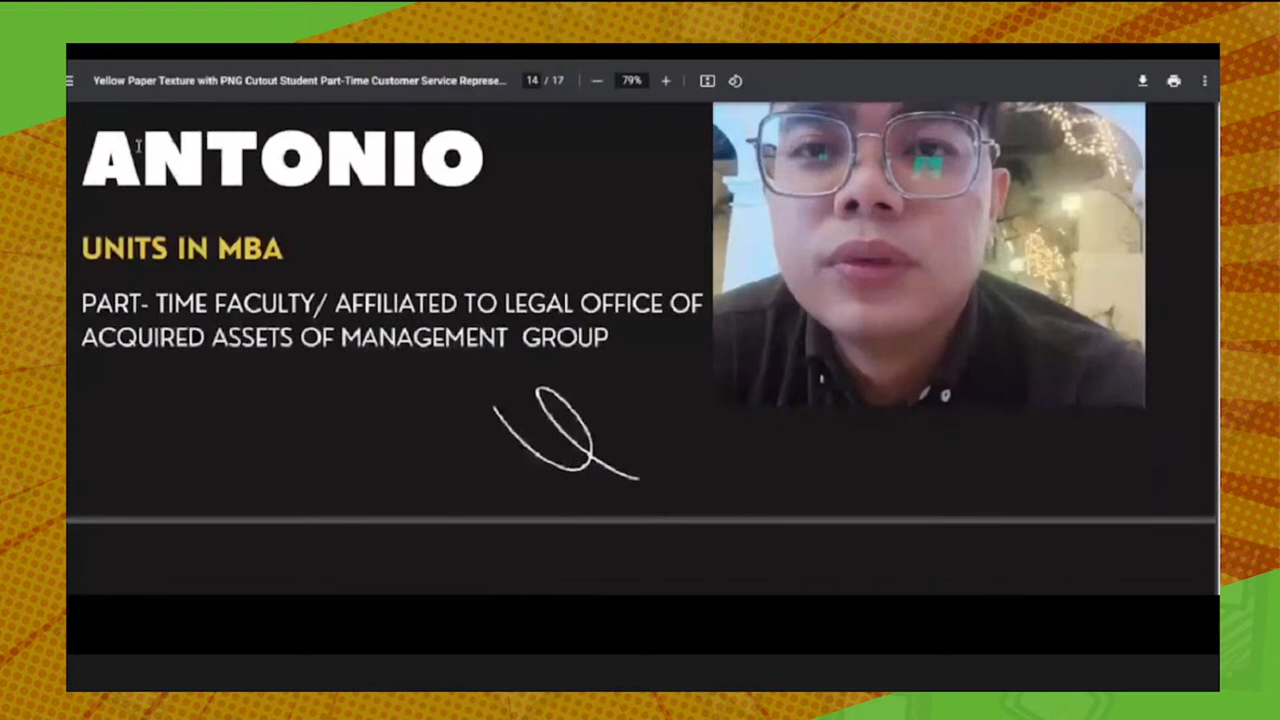 Yellow Paper Texture with PNG Cutout Student Part-Time Customer Service Represe... 14 / 17 79%
ANTONIO
UNITS IN MBA
PART- TIME FACULTY/ AFFILIATED TO LEGAL OFFICE OF
ACQUIRED ASSETS OF MANAGEMENT GROUP